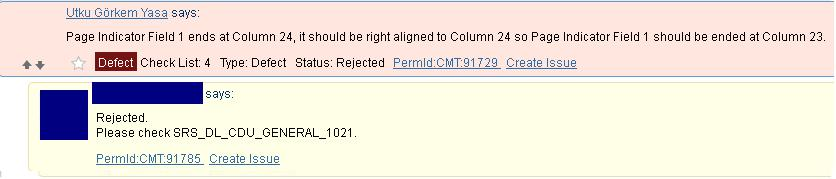 Utku Görkem Yasa says:
Page Indicator Field 1 ends at Column 24, it should be right aligned to Column 24 so Page Indicator Field 1 should be ended at Column 23.
Defect Check List: 4 Type: Defect Status: Rejected PermId:CMT:91729 Create Issue
says:
Rejected.
Please check SRS_DL_CDU_GENERAL_1021.
PermId:CMT:91785 Create Issue